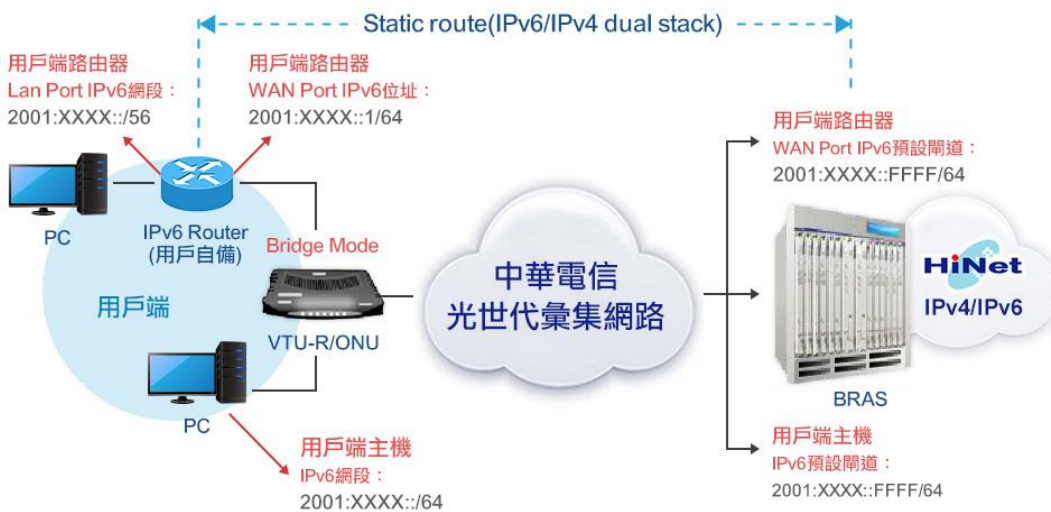 Static route(IPv6/IPv4 dual stack)
用戶端路由器
Lan Port IPv6網段：
2001:XXXX::/56
用戶端路由器
WAN Port IPv6位址：
2001:XXXX::1/64
PC
IPv6 Router
(用戶自備)
Bridge Mode
用戶端
VTU-R/ONU
PC
用戶端主機
IPv6網段：
2001:XXXX::/64
中華電信
光世代彙集網路
用戶端路由器
WAN Port IPv6預設閘道：
2001:XXXX::FFFF/64
HiNet
IPv4/IPv6
BRAS
用戶端主機
IPv6預設閘道：
2001:XXXX::FFFF/64